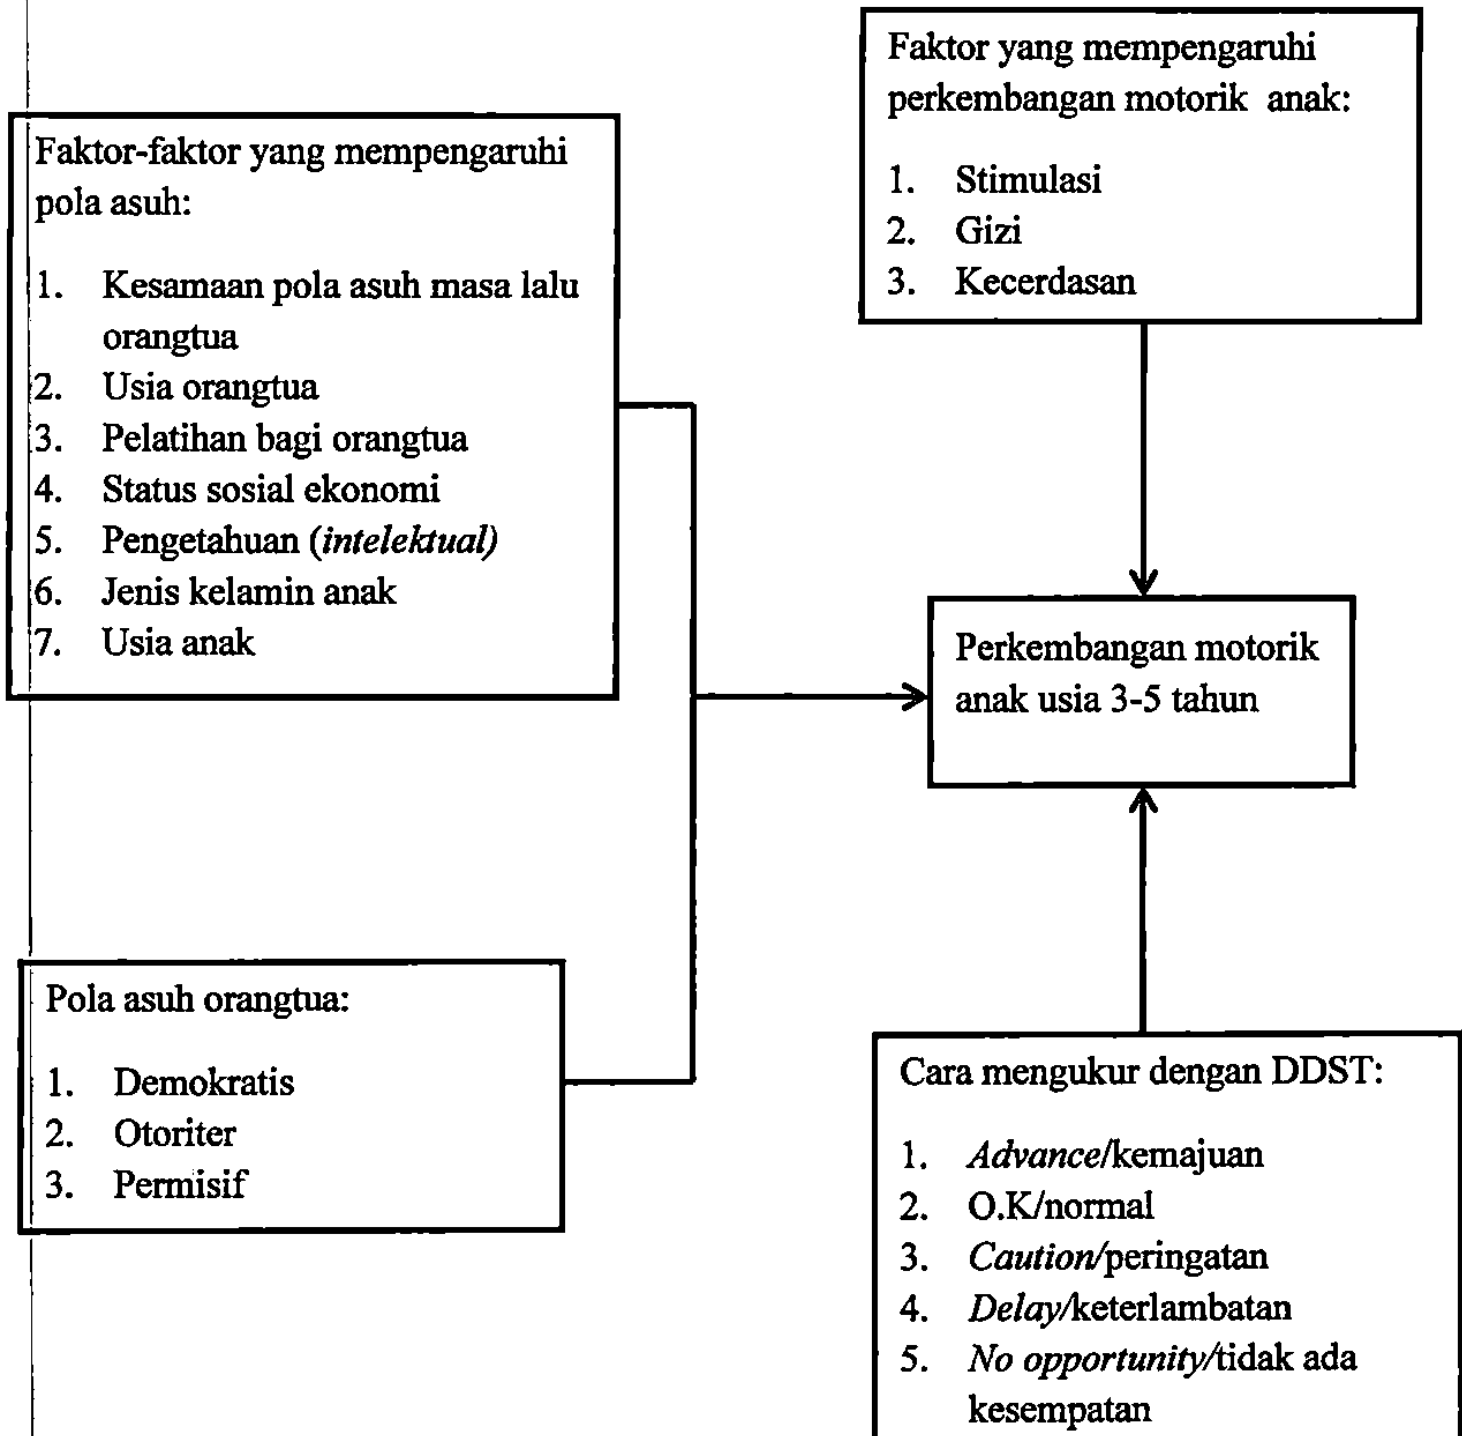 Faktor-faktor yang mempengaruhi
pola asuh:
1. Kesamaan pola asuh masa lalu
orangtua
2. Usia orangtua
3. Pelatihan bagi orangtua
4. Status sosial ekonomi
5. Pengetahuan (intelektual)
6. Jenis kelamin anak
7. Usia anak
Pola asuh orangtua:
1. Demokratis
2. Otoriter
3. Permisif
Faktor yang mempengaruhi
perkembangan motorik anak:
1. Stimulasi
2. Gizi
3. Kecerdasan
Perkembangan motorik
anak usia 3-5 tahun
Cara mengukur dengan DDST:
1. Advance/kemajuan
2. O.K/normal
3. Caution/peringatan
4. Delay/keterlambatan
5. No opportunity/tidak ada
kesempatan